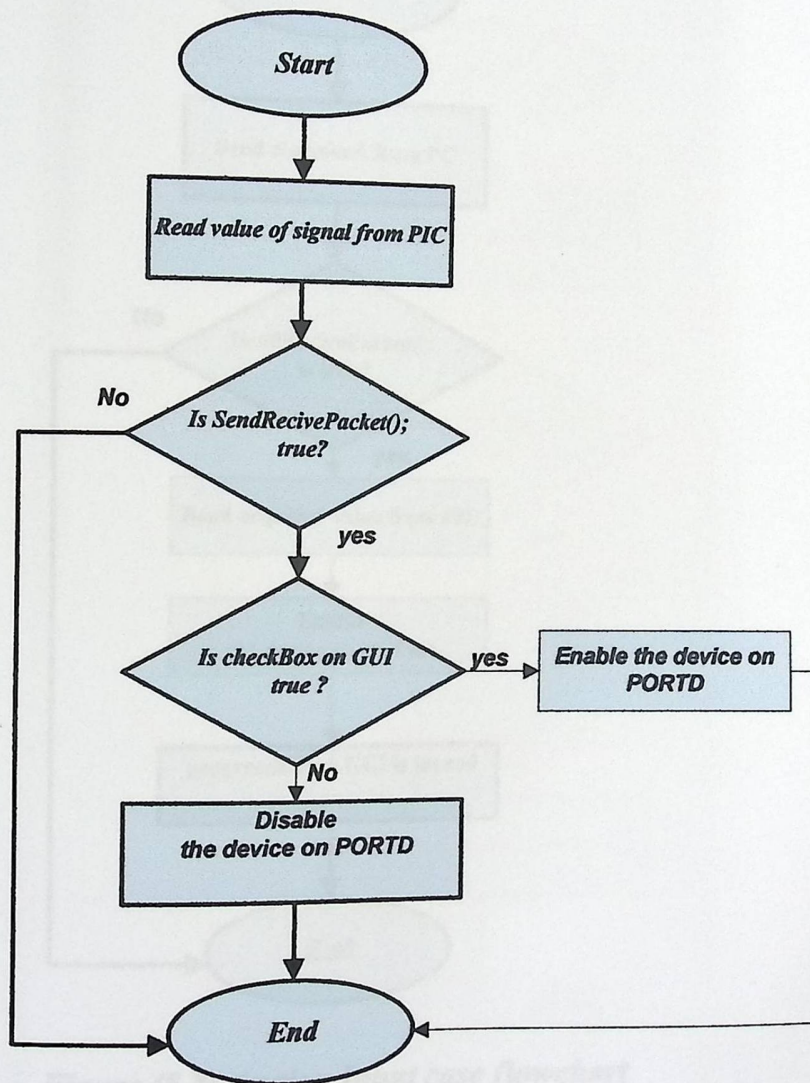 Start
Read value of signal from PIC
No
Is SendRecivePacket();
true?
yes
Is checkBox on GUI
true ?
yes
Enable the device on
PORTD
No
Disable
the device on PORTD
End